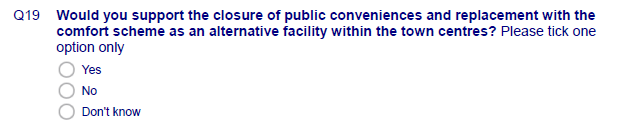 Q19 Would you support the closure of public conveniences and replacement with the
comfort scheme as an alternative facility within the town centres? Please tick one
option only
Yes
No
Don't know